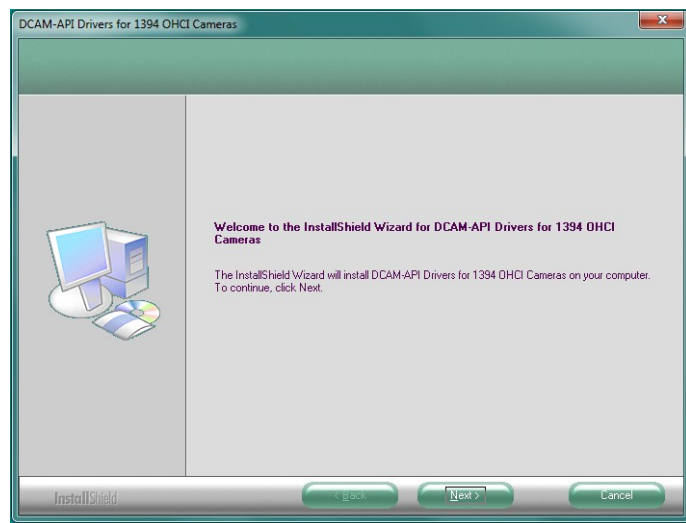 DCAM-API Drivers for 1394 OHCI Cameras
Welcome to the InstallShield Wizard for DCAM-API Drivers for 1394 OHCI
Cameras
The InstallShield Wizard will install DCAM-API Drivers for 1394 OHCI Cameras on your computer.
To continue, click Next.
InstallShield
< Back
Next >
Cancel